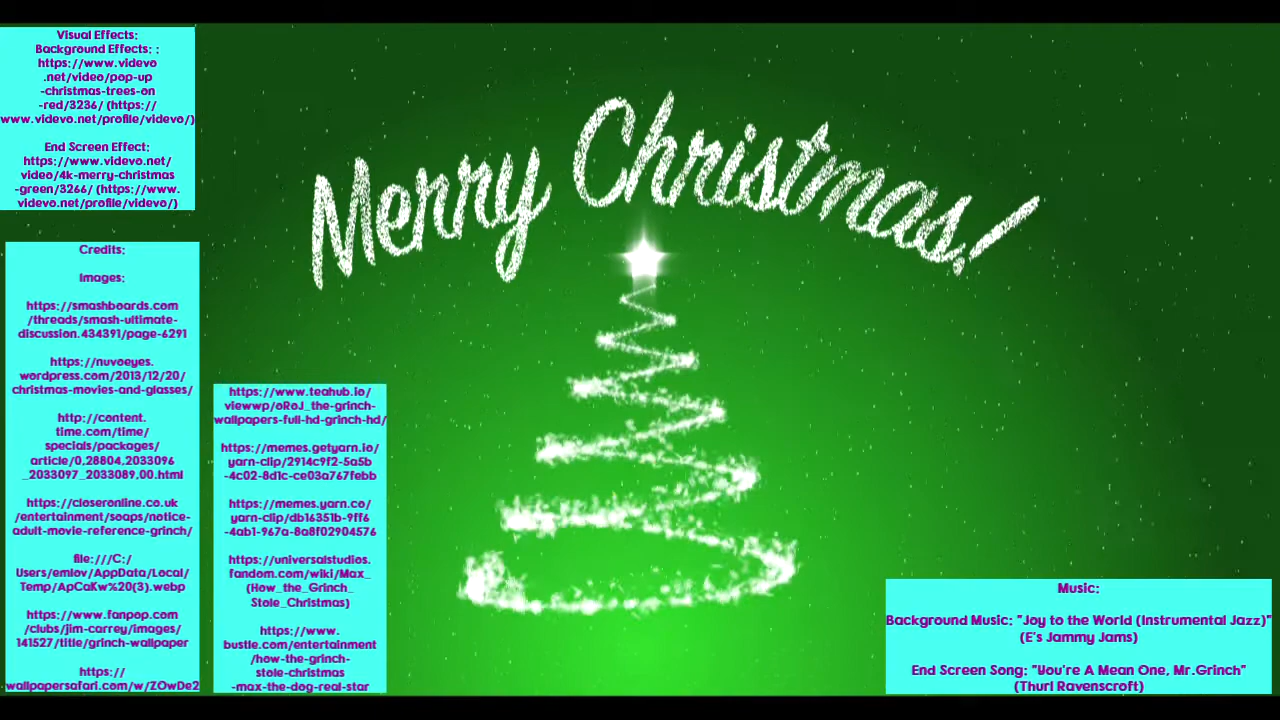 Visual Effects:
Background Effects: :
https://www.videvo
.net/video/pop-up
-christmas-trees-on
-red/3236/ (https://
www.videvo.net/profile/videvo/)
End Screen Effect:
https://www.videvo.net/
video/4k-merry-christmas
-green/3266/ (https://www.
videvo.net/profile/videvo/)
Merry Christmas!
Credits:
Images:
https://smashboards.com
/threads/smash-ultimate-
discussion.434391/page-6291
https://nuvoeyes.
wordpress.com/2013/12/20/
christmas-movies-and-glasses/
http://content.
time.com/time/
specials/packages/
article/0,28804,2033096
_2033097_2033089,00.html
https://closeronline.co.uk
/entertainment/soaps/notice-
adult-movie-reference-grinch/
file:///C:/
Users/emlov/AppData/Local/
Temp/ApCaKw%20(3).webp
https://www.fanpop.com
/clubs/jim-carrey/images/
141527/title/grinch-wallpaper
https://
wallpapersafari.com/w/ZOwDe2
https://www.teahub.io/
viewwp/oRoJ_the-grinch-
wallpapers-full-hd-grinch-hd/
https://memes.getyarn.io/
yarn-clip/2914c9f2-5a5b
-4c02-8d1c-ce03a767febb
https://memes.yarn.co/
yarn-clip/db16351b-9ff6
-4ab1-967a-8a8f02904576
https://universalstudios.
fandom.com/wiki/Max_
(How_the_Grinch_
Stole_Christmas)
https://www.
bustle.com/entertainment
/how-the-grinch-
stole-christmas
-max-the-dog-real-star
Music:
Background Music: "Joy to the World (Instrumental Jazz)"
(E's Jammy Jams)
End Screen Song: "You're A Mean One, Mr.Grinch"
(Thurl Ravenscroft)